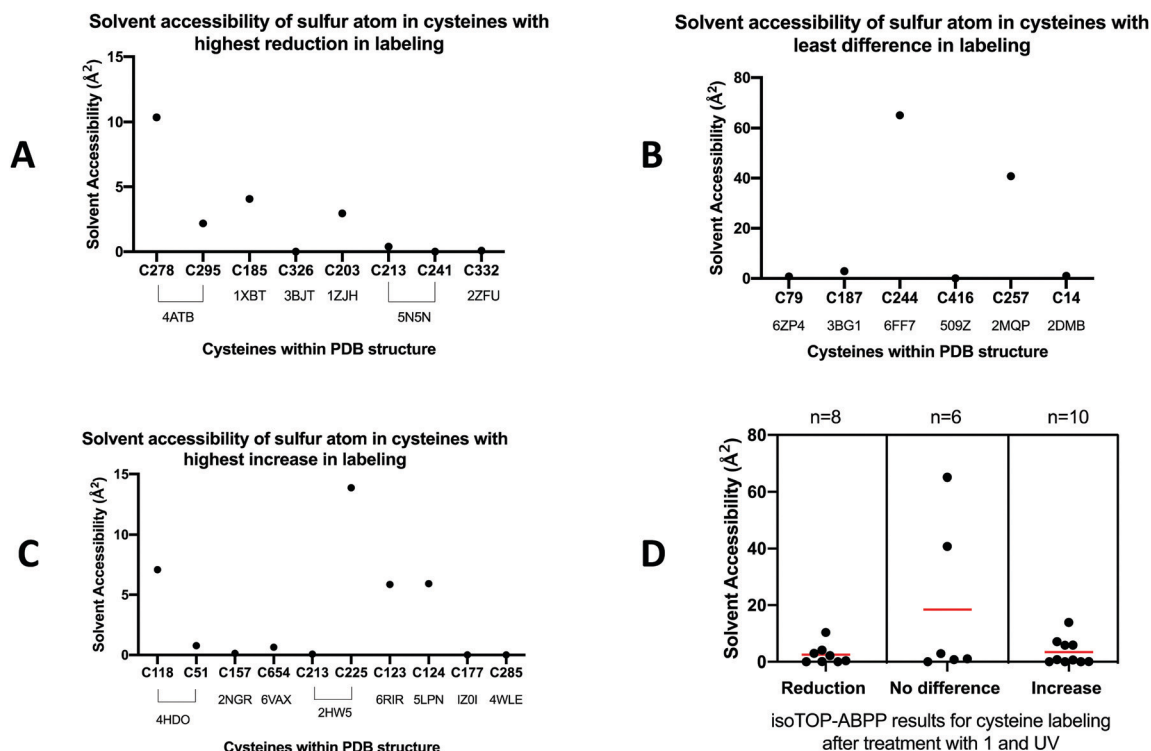 Solvent accessibility of sulfur atom in cysteines with
highest reduction in labeling
A
Solvent Accessibility (Å²)
15
10
5
0
C278 C295 C185 C326 C203 C213 C241 C332
4ATB 1XBT 3BJT 1ZJH 5N5N 2ZFU
Cysteines within PDB structure
Solvent accessibility of sulfur atom in cysteines with
least difference in labeling
B
Solvent Accessibility (Å²)
80
60
40
20
0
C79 C187 C244 C416 C257 C14
6ZP4 3BG1 6FF7 509Z 2MQP 2DMB
Cysteines within PDB structure
Solvent accessibility of sulfur atom in cysteines with
highest increase in labeling
C
Solvent Accessibility (Å²)
15
10
5
0
C118 C51 C157 C654 C213 C225 C123 C124 C177 C285
4HDO 2NGR 6VAX 2HW5 6RIR 5LPN IZ0I 4WLE
Cysteines within PDB structure
D
n=8 n=6 n=10
Solvent Accessibility (Å²)
80
60
40
20
0
Reduction No difference Increase
isoTOP-ABPP results for cysteine labeling
after treatment with 1 and UV